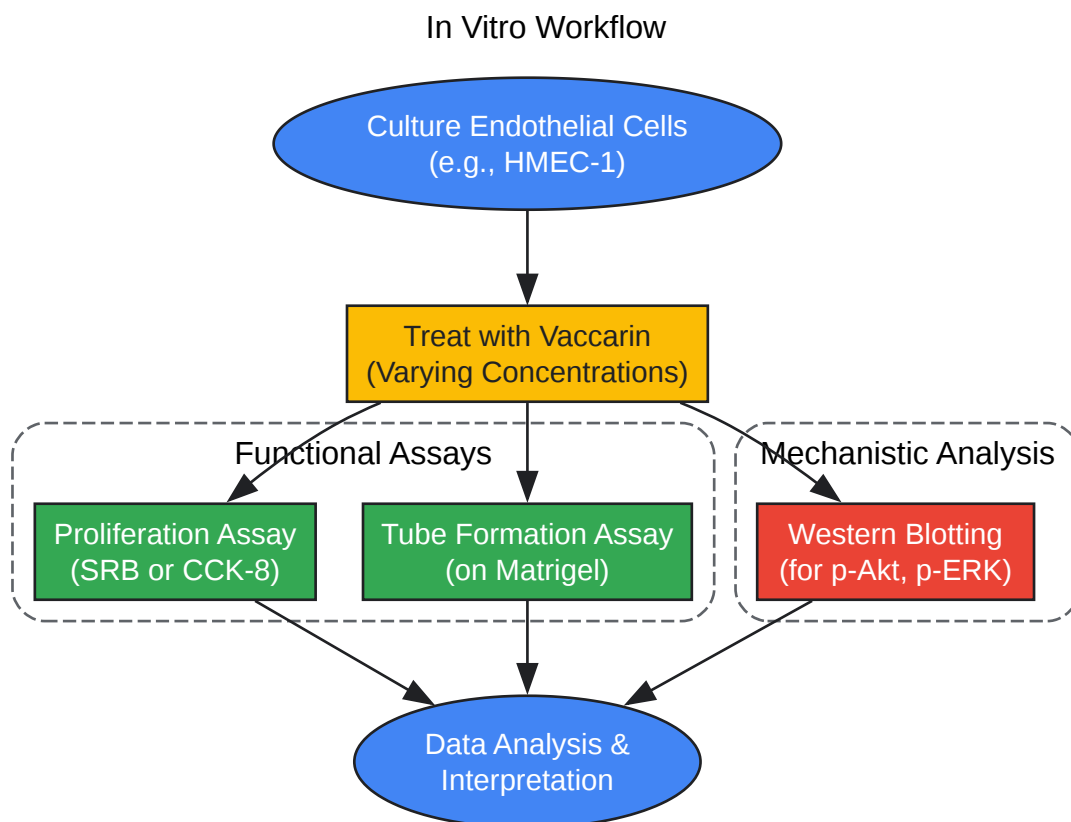 In Vitro Workflow
Culture Endothelial Cells
(e.g., HMEC-1)
Treat with Vaccarin
(Varying Concentrations)
Functional Assays
Mechanistic Analysis
Proliferation Assay
(SRB or CCK-8)
Tube Formation Assay
(on Matrigel)
Western Blotting
(for p-Akt, p-ERK)
Data Analysis &
Interpretation